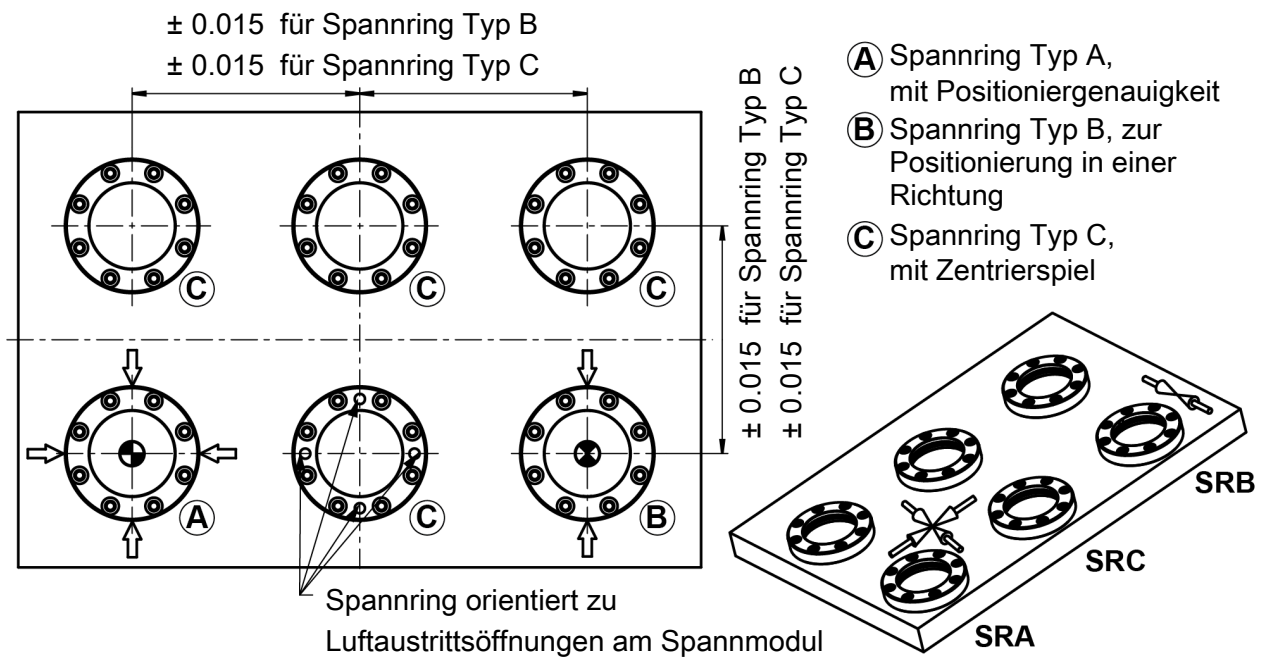 ± 0.015 für Spannring Typ B
± 0.015 für Spannring Typ C
± 0.015 für Spannring Typ B
± 0.015 für Spannring Typ C
A Spannring Typ A,
mit Positioniergenauigkeit
B Spannring Typ B, zur
Positionierung in einer
Richtung
C Spannring Typ C,
mit Zentrierspiel
C
C
C
A
C
B
Spannring orientiert zu
Luftaustrittsöffnungen am Spannmodul
SRB
SRC
SRA